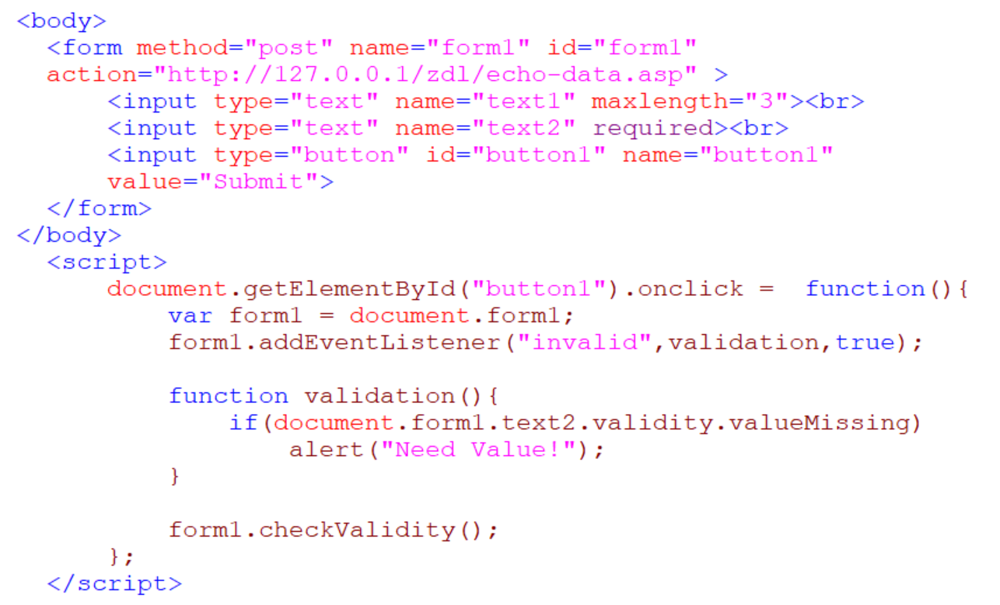 <body>
<form method="post" name="form1" id="form1"
action="http://127.0.0.1/zdl/echo-data.asp" >
<input type="text" name="text1" maxlength="3"><br>
<input type="text" name="text2" required><br>
<input type="button" id="button1" name="button1"
value="Submit">
</form>
</body>
<script>
document.getElementById("button1").onclick =  function(){
var form1 = document.form1;
form1.addEventListener("invalid",validation,true);
function validation(){
if(document.form1.text2.validity.valueMissing)
alert("Need Value!");
}
form1.checkValidity();
};
</script>